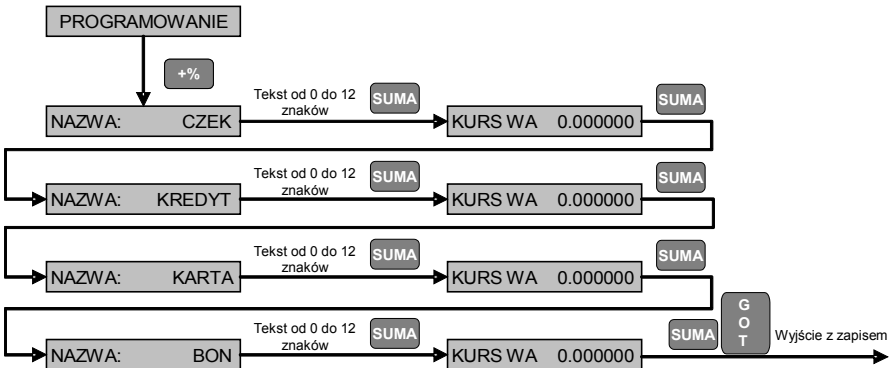 PROGRAMOWANIE
+%
NAZWA: CZEK
Tekst od 0 do 12
znaków
SUMA
KURS WA 0.000000
SUMA
NAZWA: KREDYT
Tekst od 0 do 12
znaków
SUMA
KURS WA 0.000000
SUMA
NAZWA: KARTA
Tekst od 0 do 12
znaków
SUMA
KURS WA 0.000000
SUMA
NAZWA: BON
Tekst od 0 do 12
znaków
SUMA
KURS WA 0.000000
SUMA
G
O
T
Wyjście z zapisem